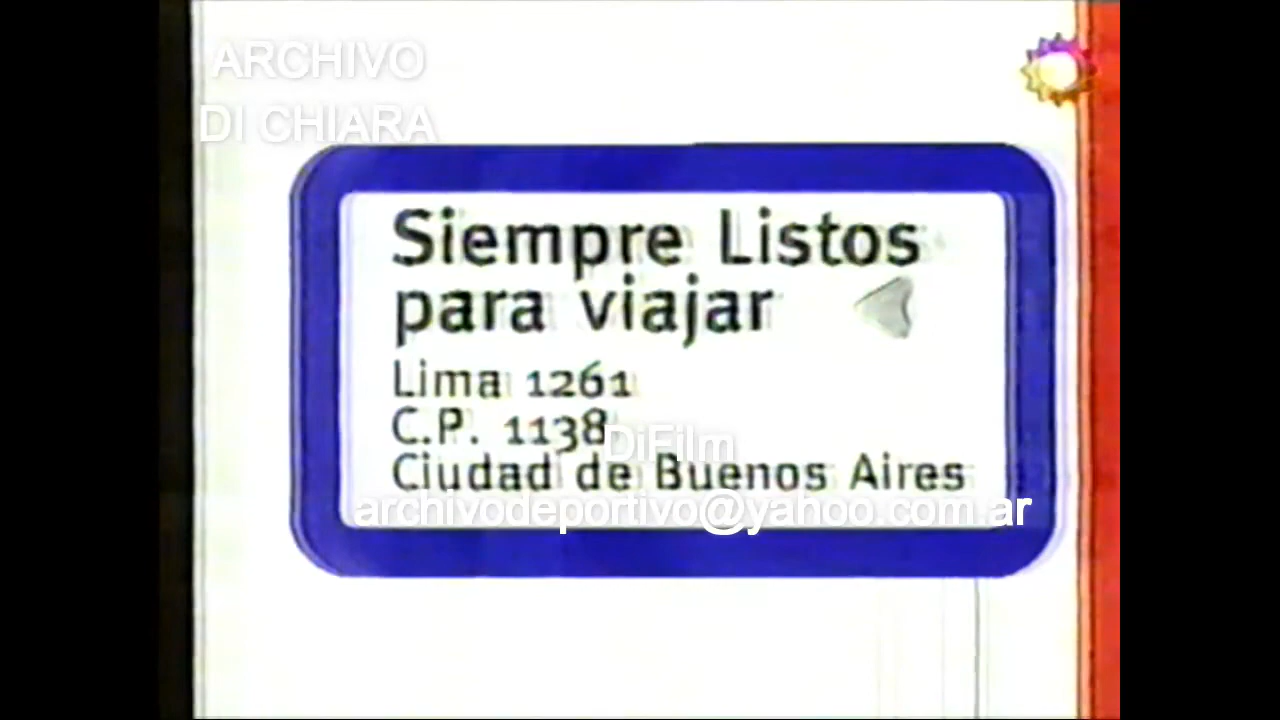 ARCHIVO
DI CHIARA
Siempre Listos
para viajar
Lima 1261
C.P. 1138
DiFilm
Ciudad de Buenos Aires
archivodeportivo@yahoo.com.ar